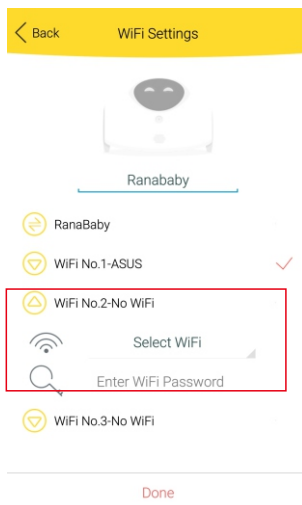 Back WiFi Settings
Ranababy
RanaBaby
WiFi No.1-ASUS
WiFi No.2-No WiFi
Select WiFi
Enter WiFi Password
WiFi No.3-No WiFi
Done